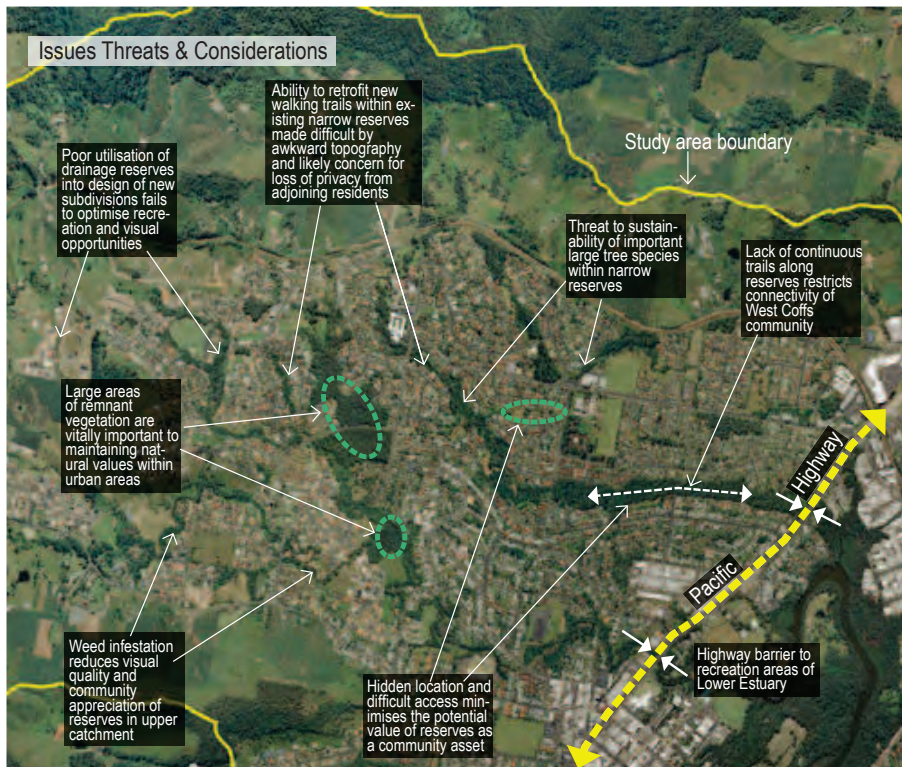 Issues Threats & Considerations
Ability to retrofit new
walking trails within ex-
isting narrow reserves
made difficult by
awkward topography
and likely concern for
loss of privacy from
adjoining residents
Study area boundary
Poor utilisation of
drainage reserves
into design of new
subdivisions fails
to optimise recre-
ation and visual
opportunities
Threat to sustain-
ability of important
large tree species
within narrow
reserves
Lack of continuous
trails along
reserves restricts
connectivity of
West Coffs
community
Large areas
of remnant
vegetation are
vitally important to
maintaining nat-
ural values within
urban areas
Highway
Pacific
Weed infestation
reduces visual
quality and
community
appreciation of
reserves in upper
catchment
Hidden location and
difficult access min-
imises the potential
value of reserves as
a community asset
Highway barrier to
recreation areas of
Lower Estuary